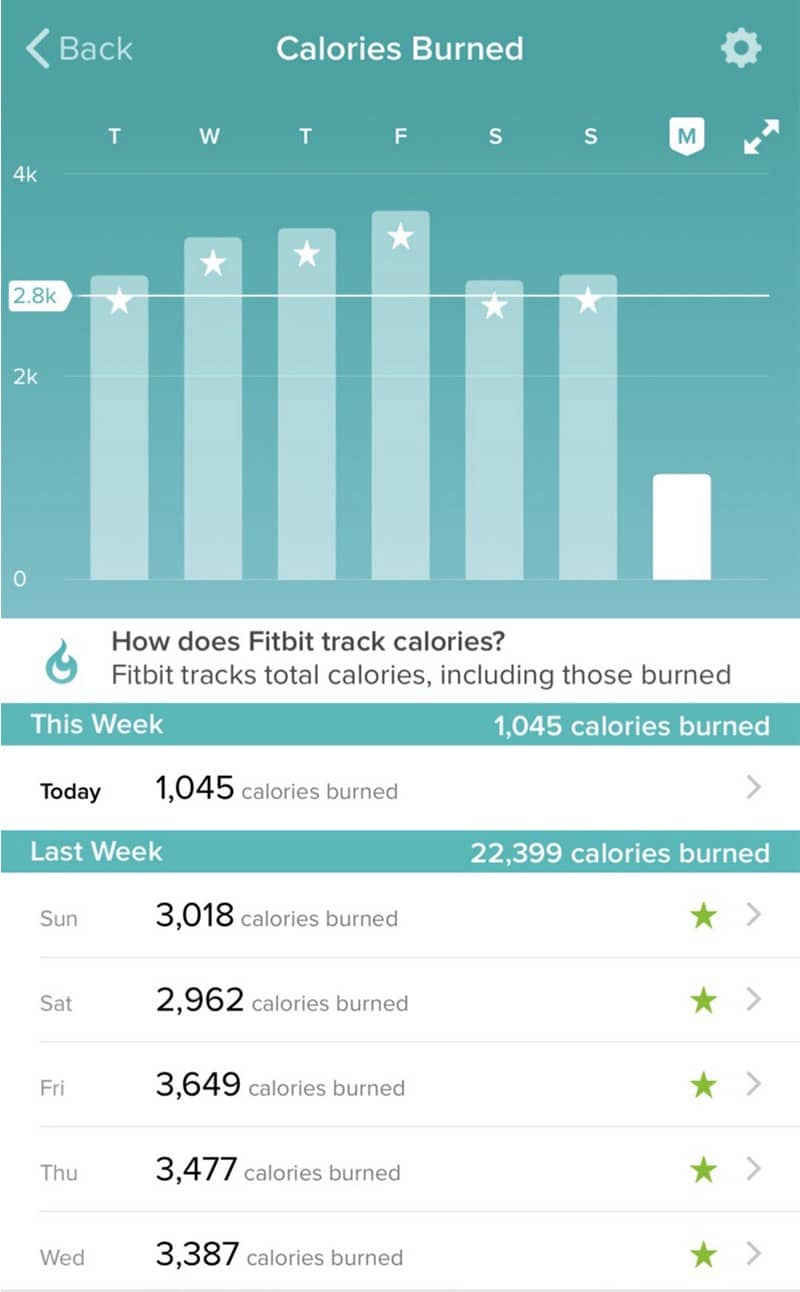 Back
Calories Burned
T W T F S S M
4k
2.8k
2k
0
How does Fitbit track calories?
Fitbit tracks total calories, including those burned
This Week 1,045 calories burned
Today 1,045 calories burned
Last Week 22,399 calories burned
Sun 3,018 calories burned
Sat 2,962 calories burned
Fri 3,649 calories burned
Thu 3,477 calories burned
Wed 3,387 calories burned